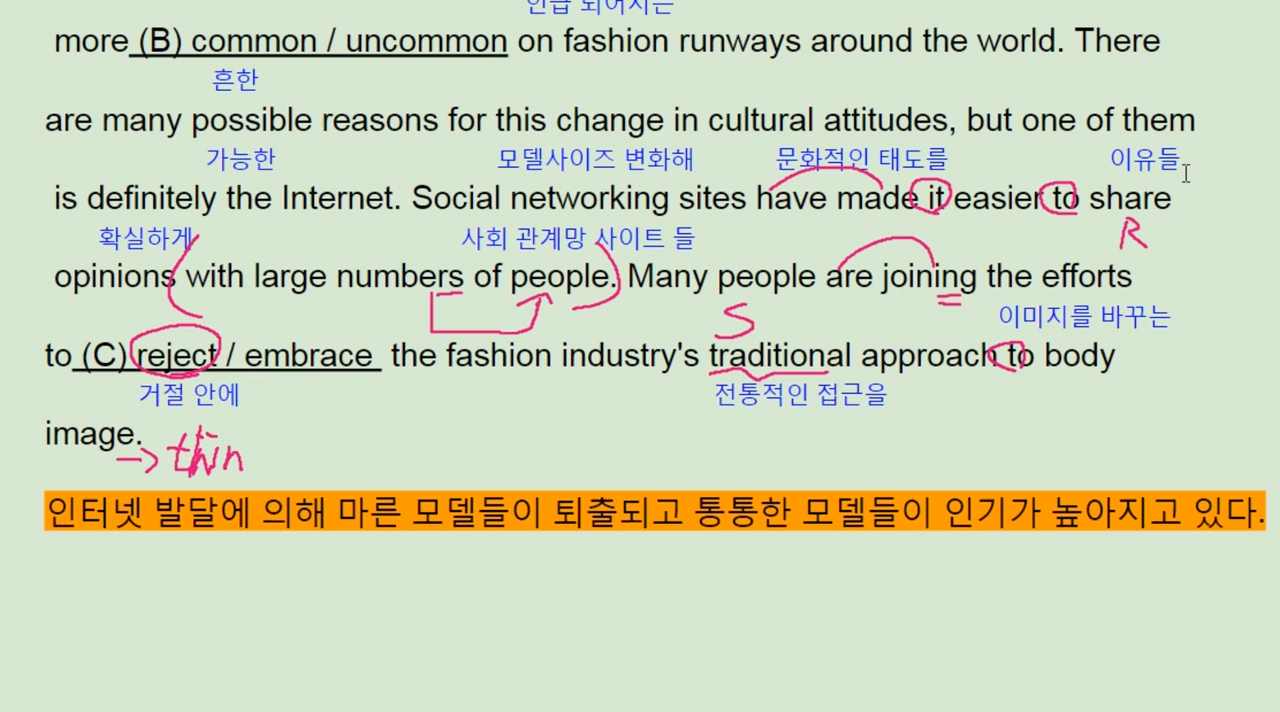 언급 되어지는
more (B) common / uncommon on fashion runways around the world. There
흔한
are many possible reasons for this change in cultural attitudes, but one of them
가능한 모델사이즈 변화해 문화적인 태도를 이유들
is definitely the Internet. Social networking sites have made it easier to share
확실하게 사회 관계망 사이트 들 R
opinions with large numbers of people. Many people are joining the efforts
S 이미지를 바꾸는
to (C) reject / embrace the fashion industry's traditional approach to body
거절 안에 전통적인 접근을
image.
→ thin
인터넷 발달에 의해 마른 모델들이 퇴출되고 통통한 모델들이 인기가 높아지고 있다.